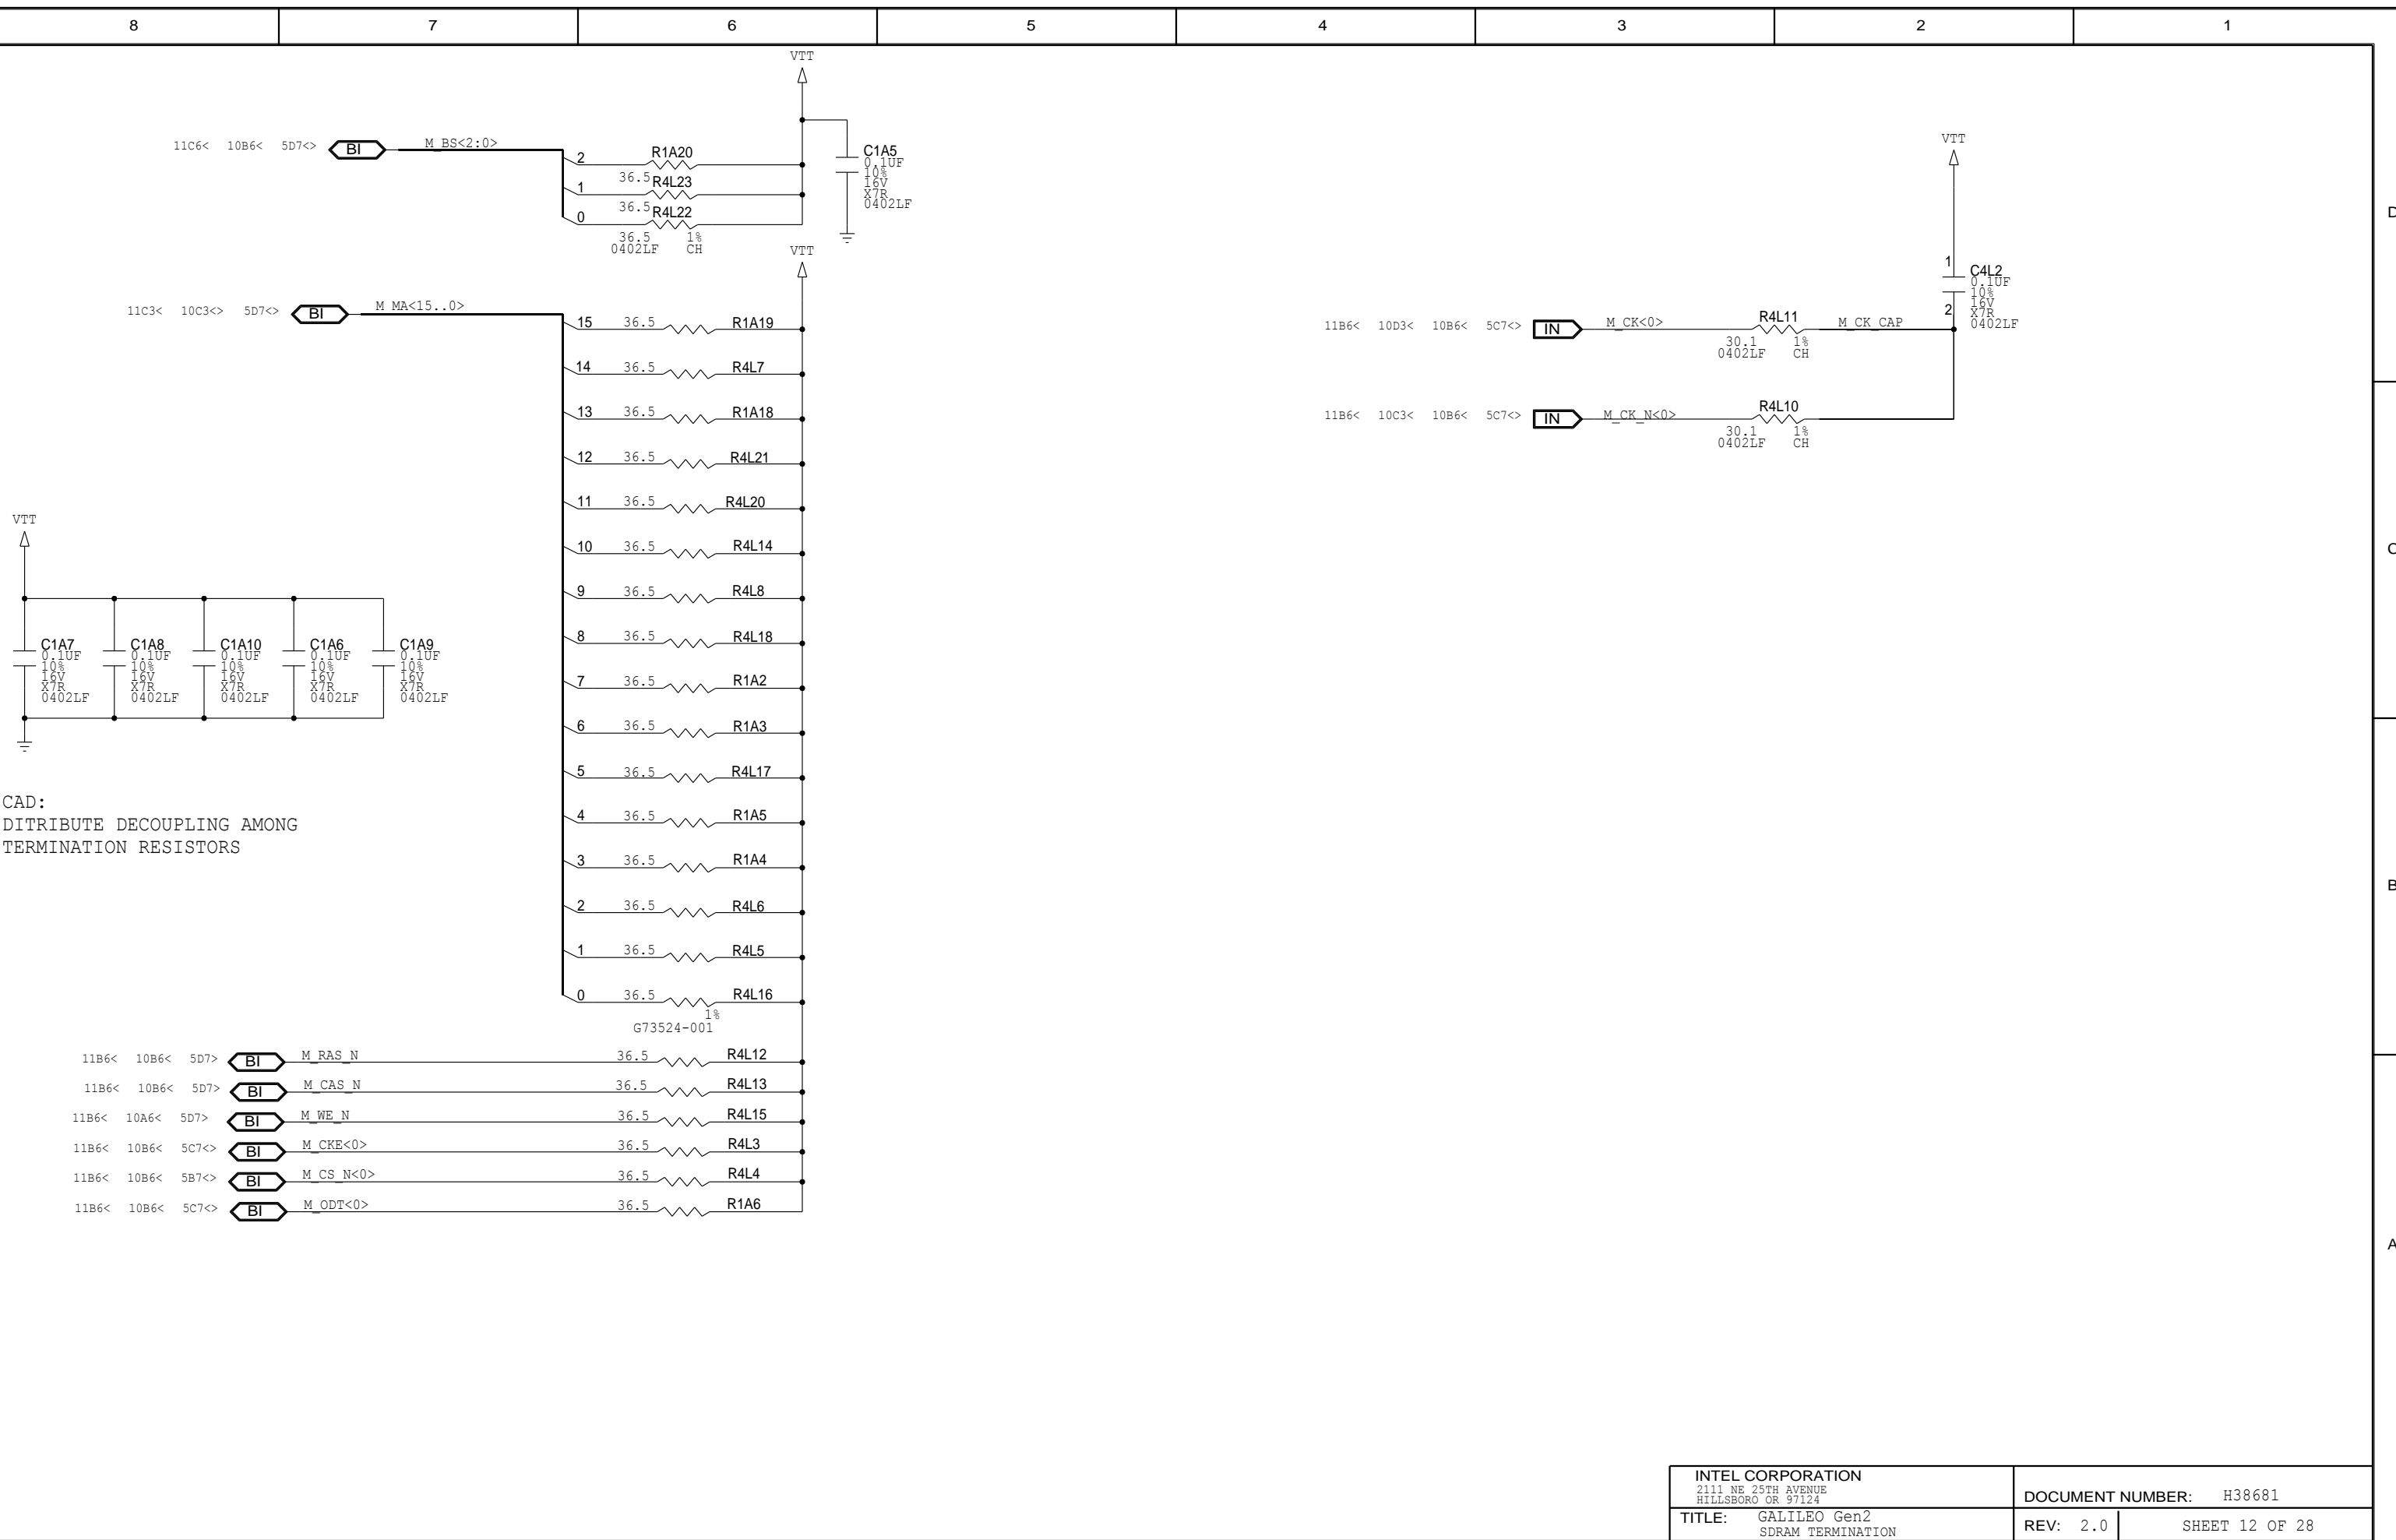 8 7 6 5 4 3 2 1
VTT
11C6< 10B6< 5D7<> BI M_BS<2:0>
2 R1A20
36.5
1 R4L23
36.5
0 R4L22
36.5 1%
0402LF CH
C1A5
0.1UF
10%
16V
X7R
0402LF
VTT
11C3< 10C3<> 5D7<> BI M_MA<15..0>
15 36.5 R1A19
14 36.5 R4L7
13 36.5 R1A18
12 36.5 R4L21
11 36.5 R4L20
10 36.5 R4L14
9 36.5 R4L8
8 36.5 R4L18
7 36.5 R1A2
6 36.5 R1A3
5 36.5 R4L17
4 36.5 R1A5
3 36.5 R1A4
2 36.5 R4L6
1 36.5 R4L5
0 36.5 R4L16
1%
G73524-001
11B6< 10B6< 5D7> BI M_RAS_N 36.5 R4L12
11B6< 10B6< 5D7> BI M_CAS_N 36.5 R4L13
11B6< 10A6< 5D7> BI M_WE_N 36.5 R4L15
11B6< 10B6< 5C7<> BI M_CKE<0> 36.5 R4L3
11B6< 10B6< 5B7<> BI M_CS_N<0> 36.5 R4L4
11B6< 10B6< 5C7<> BI M_ODT<0> 36.5 R1A6
VTT
C1A7
0.1UF
10%
16V
X7R
0402LF
C1A8
0.1UF
10%
16V
X7R
0402LF
C1A10
0.1UF
10%
16V
X7R
0402LF
C1A6
0.1UF
10%
16V
X7R
0402LF
C1A9
0.1UF
10%
16V
X7R
0402LF
CAD:
DITRIBUTE DECOUPLING AMONG
TERMINATION RESISTORS
VTT
1
C4L2
0.1UF
10%
16V
X7R
0402LF
2
11B6< 10D3< 10B6< 5C7<> IN M_CK<0> R4L11 M_CK_CAP
30.1 1%
0402LF CH
11B6< 10C3< 10B6< 5C7<> IN M_CK_N<0> R4L10
30.1 1%
0402LF CH
D
C
B
A
INTEL CORPORATION
2111 NE 25TH AVENUE
HILLSBORO OR 97124
DOCUMENT NUMBER: H38681
TITLE: GALILEO Gen2
SDRAM TERMINATION
REV: 2.0 SHEET 12 OF 28